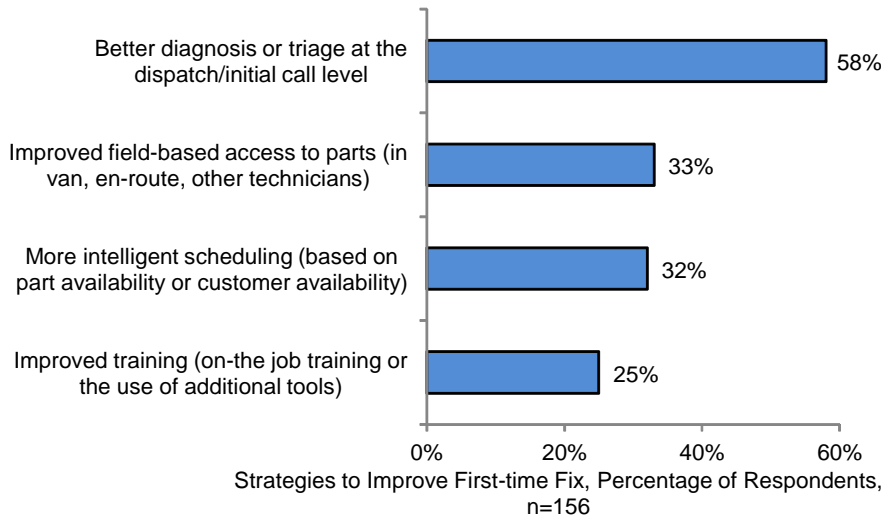 Better diagnosis or triage at the
dispatch/initial call level
58%
Improved field-based access to parts (in
van, en-route, other technicians)
33%
More intelligent scheduling (based on
part availability or customer availability)
32%
Improved training (on-the job training or
the use of additional tools)
25%
0%
20%
40%
60%
Strategies to Improve First-time Fix, Percentage of Respondents,
n=156